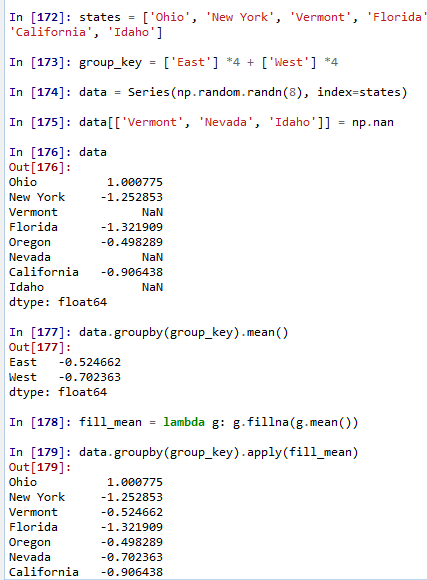 In [172]: states = ['Ohio', 'New York', 'Vermont', 'Florida'
'California', 'Idaho']
In [173]: group_key = ['East'] *4 + ['West'] *4
In [174]: data = Series(np.random.randn(8), index=states)
In [175]: data[['Vermont', 'Nevada', 'Idaho']] = np.nan
In [176]: data
Out[176]:
Ohio 1.000775
New York -1.252853
Vermont NaN
Florida -1.321909
Oregon -0.498289
Nevada NaN
California -0.906438
Idaho NaN
dtype: float64
In [177]: data.groupby(group_key).mean()
Out[177]:
East -0.524662
West -0.702363
dtype: float64
In [178]: fill_mean = lambda g: g.fillna(g.mean())
In [179]: data.groupby(group_key).apply(fill_mean)
Out[179]:
Ohio 1.000775
New York -1.252853
Vermont -0.524662
Florida -1.321909
Oregon -0.498289
Nevada -0.702363
California -0.906438